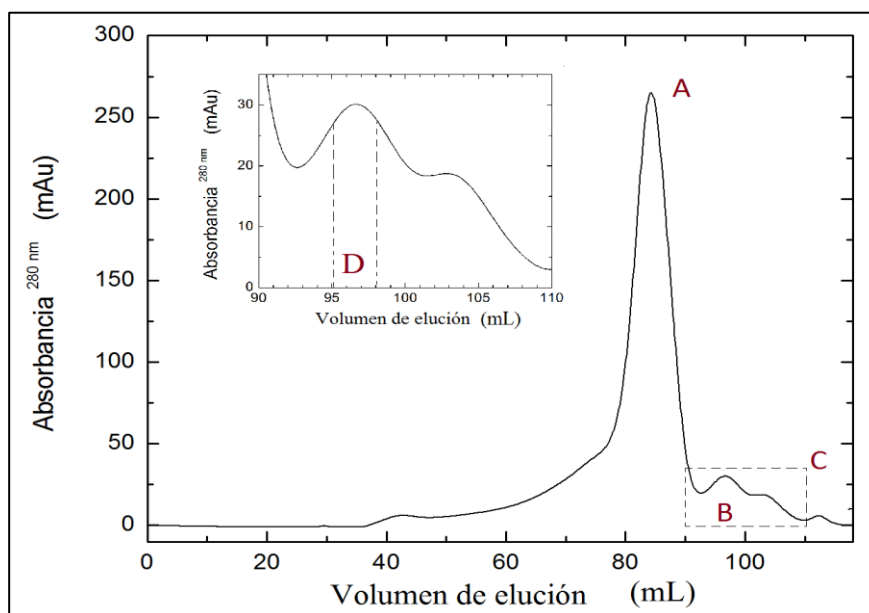 300
250
200
150
100
50
0
Absorbancia 280 nm (mAu)
30
20
10
0
Absorbancia 280 nm (mAu)
D
90 95 100 105 110
Volumen de elución (mL)
A
C
B
0 20 40 60 80 100
Volumen de elución (mL)